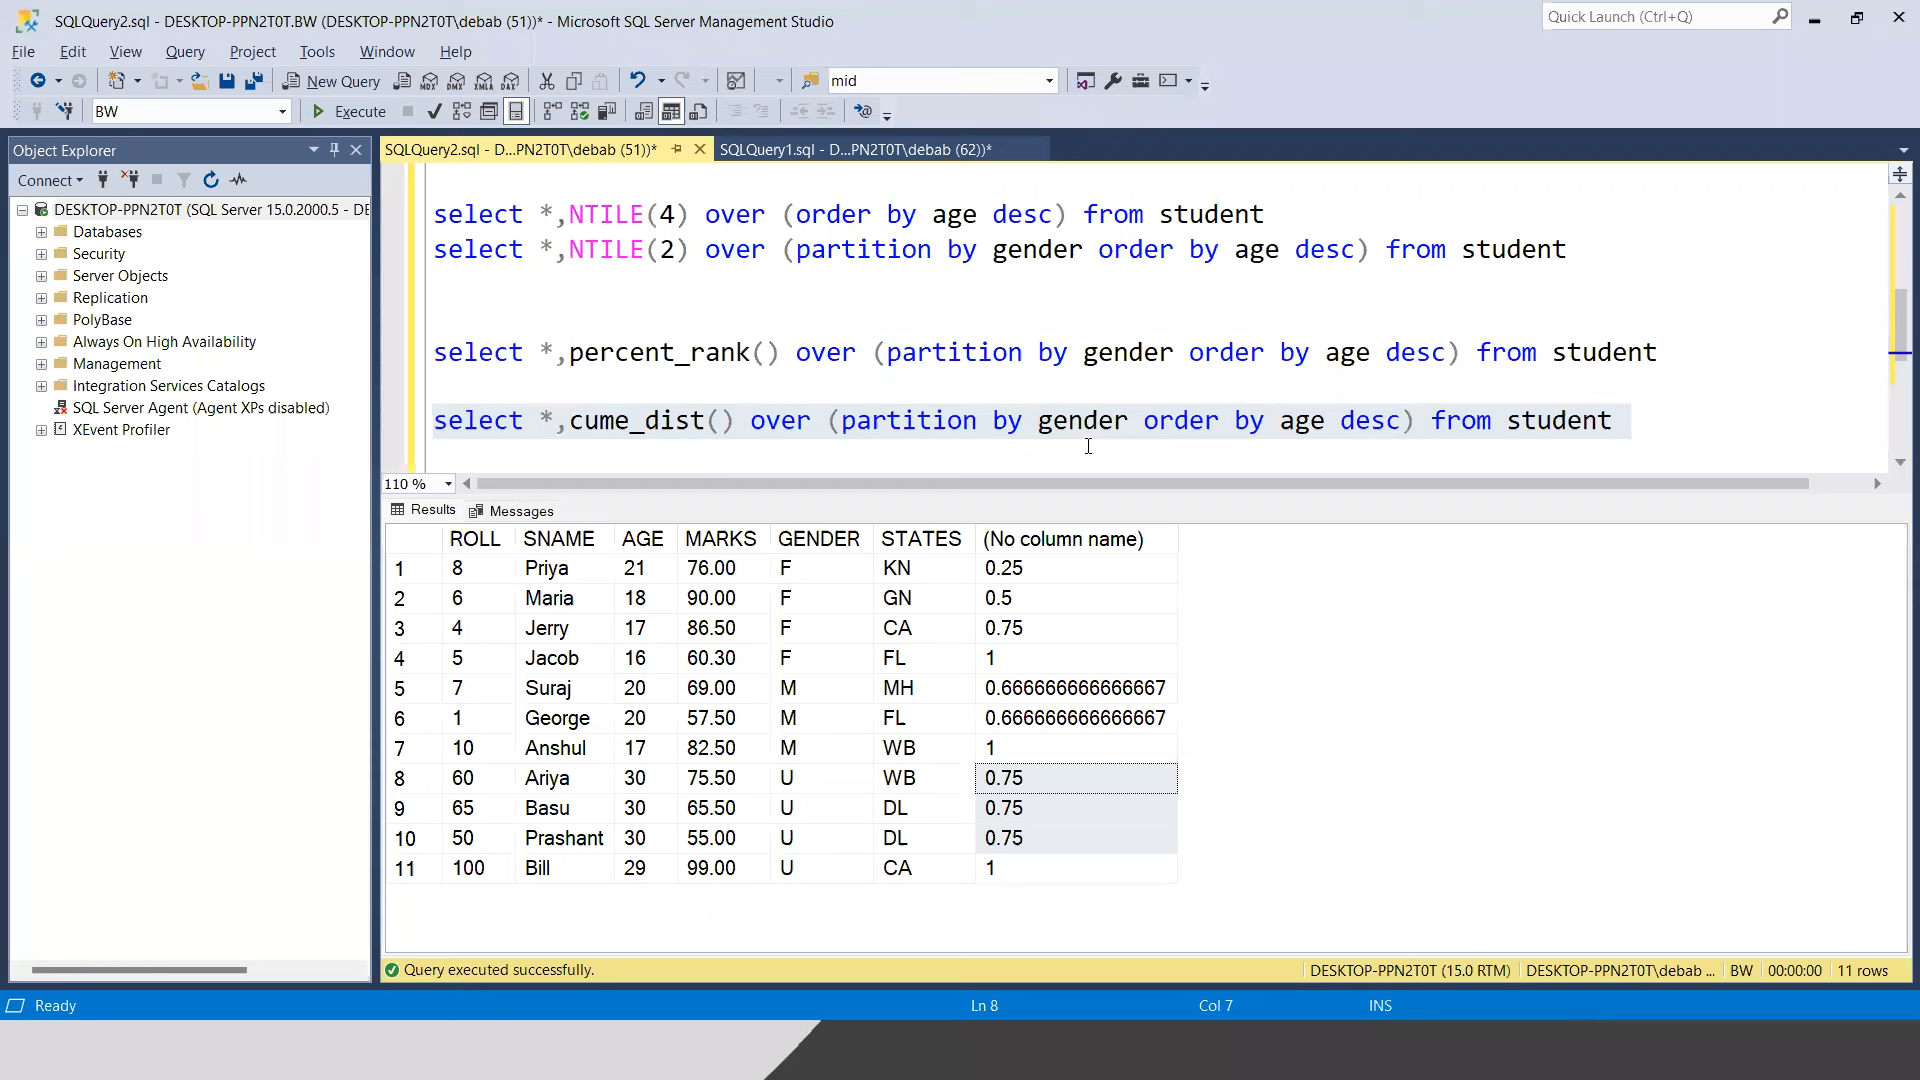 SQLQuery2.sql - DESKTOP-PPN2T0T.BW (DESKTOP-PPN2T0T\debab (51))* - Microsoft SQL Server Management Studio
Quick Launch (Ctrl+Q)
File Edit View Query Project Tools Window Help
New Query MDX DMX XMLA DAX mid
BW Execute
Object Explorer
SQLQuery2.sql - D...PN2T0T\debab (51))* SQLQuery1.sql - D...PN2T0T\debab (62))*
Connect
DESKTOP-PPN2T0T (SQL Server 15.0.2000.5 - DE
Databases
Security
Server Objects
Replication
PolyBase
Always On High Availability
Management
Integration Services Catalogs
SQL Server Agent (Agent XPs disabled)
XEvent Profiler
select *,NTILE(4) over (order by age desc) from student
select *,NTILE(2) over (partition by gender order by age desc) from student
select *,percent_rank() over (partition by gender order by age desc) from student
select *,cume_dist() over (partition by gender order by age desc) from student
110 %
Results Messages
ROLL SNAME AGE MARKS GENDER STATES (No column name)
1 8 Priya 21 76.00 F KN 0.25
2 6 Maria 18 90.00 F GN 0.5
3 4 Jerry 17 86.50 F CA 0.75
4 5 Jacob 16 60.30 F FL 1
5 7 Suraj 20 69.00 M MH 0.666666666666667
6 1 George 20 57.50 M FL 0.666666666666667
7 10 Anshul 17 82.50 M WB 1
8 60 Ariya 30 75.50 U WB 0.75
9 65 Basu 30 65.50 U DL 0.75
10 50 Prashant 30 55.00 U DL 0.75
11 100 Bill 29 99.00 U CA 1
Query executed successfully. DESKTOP-PPN2T0T (15.0 RTM) DESKTOP-PPN2T0T\debab ... BW 00:00:00 11 rows
Ready Ln 8 Col 7 INS